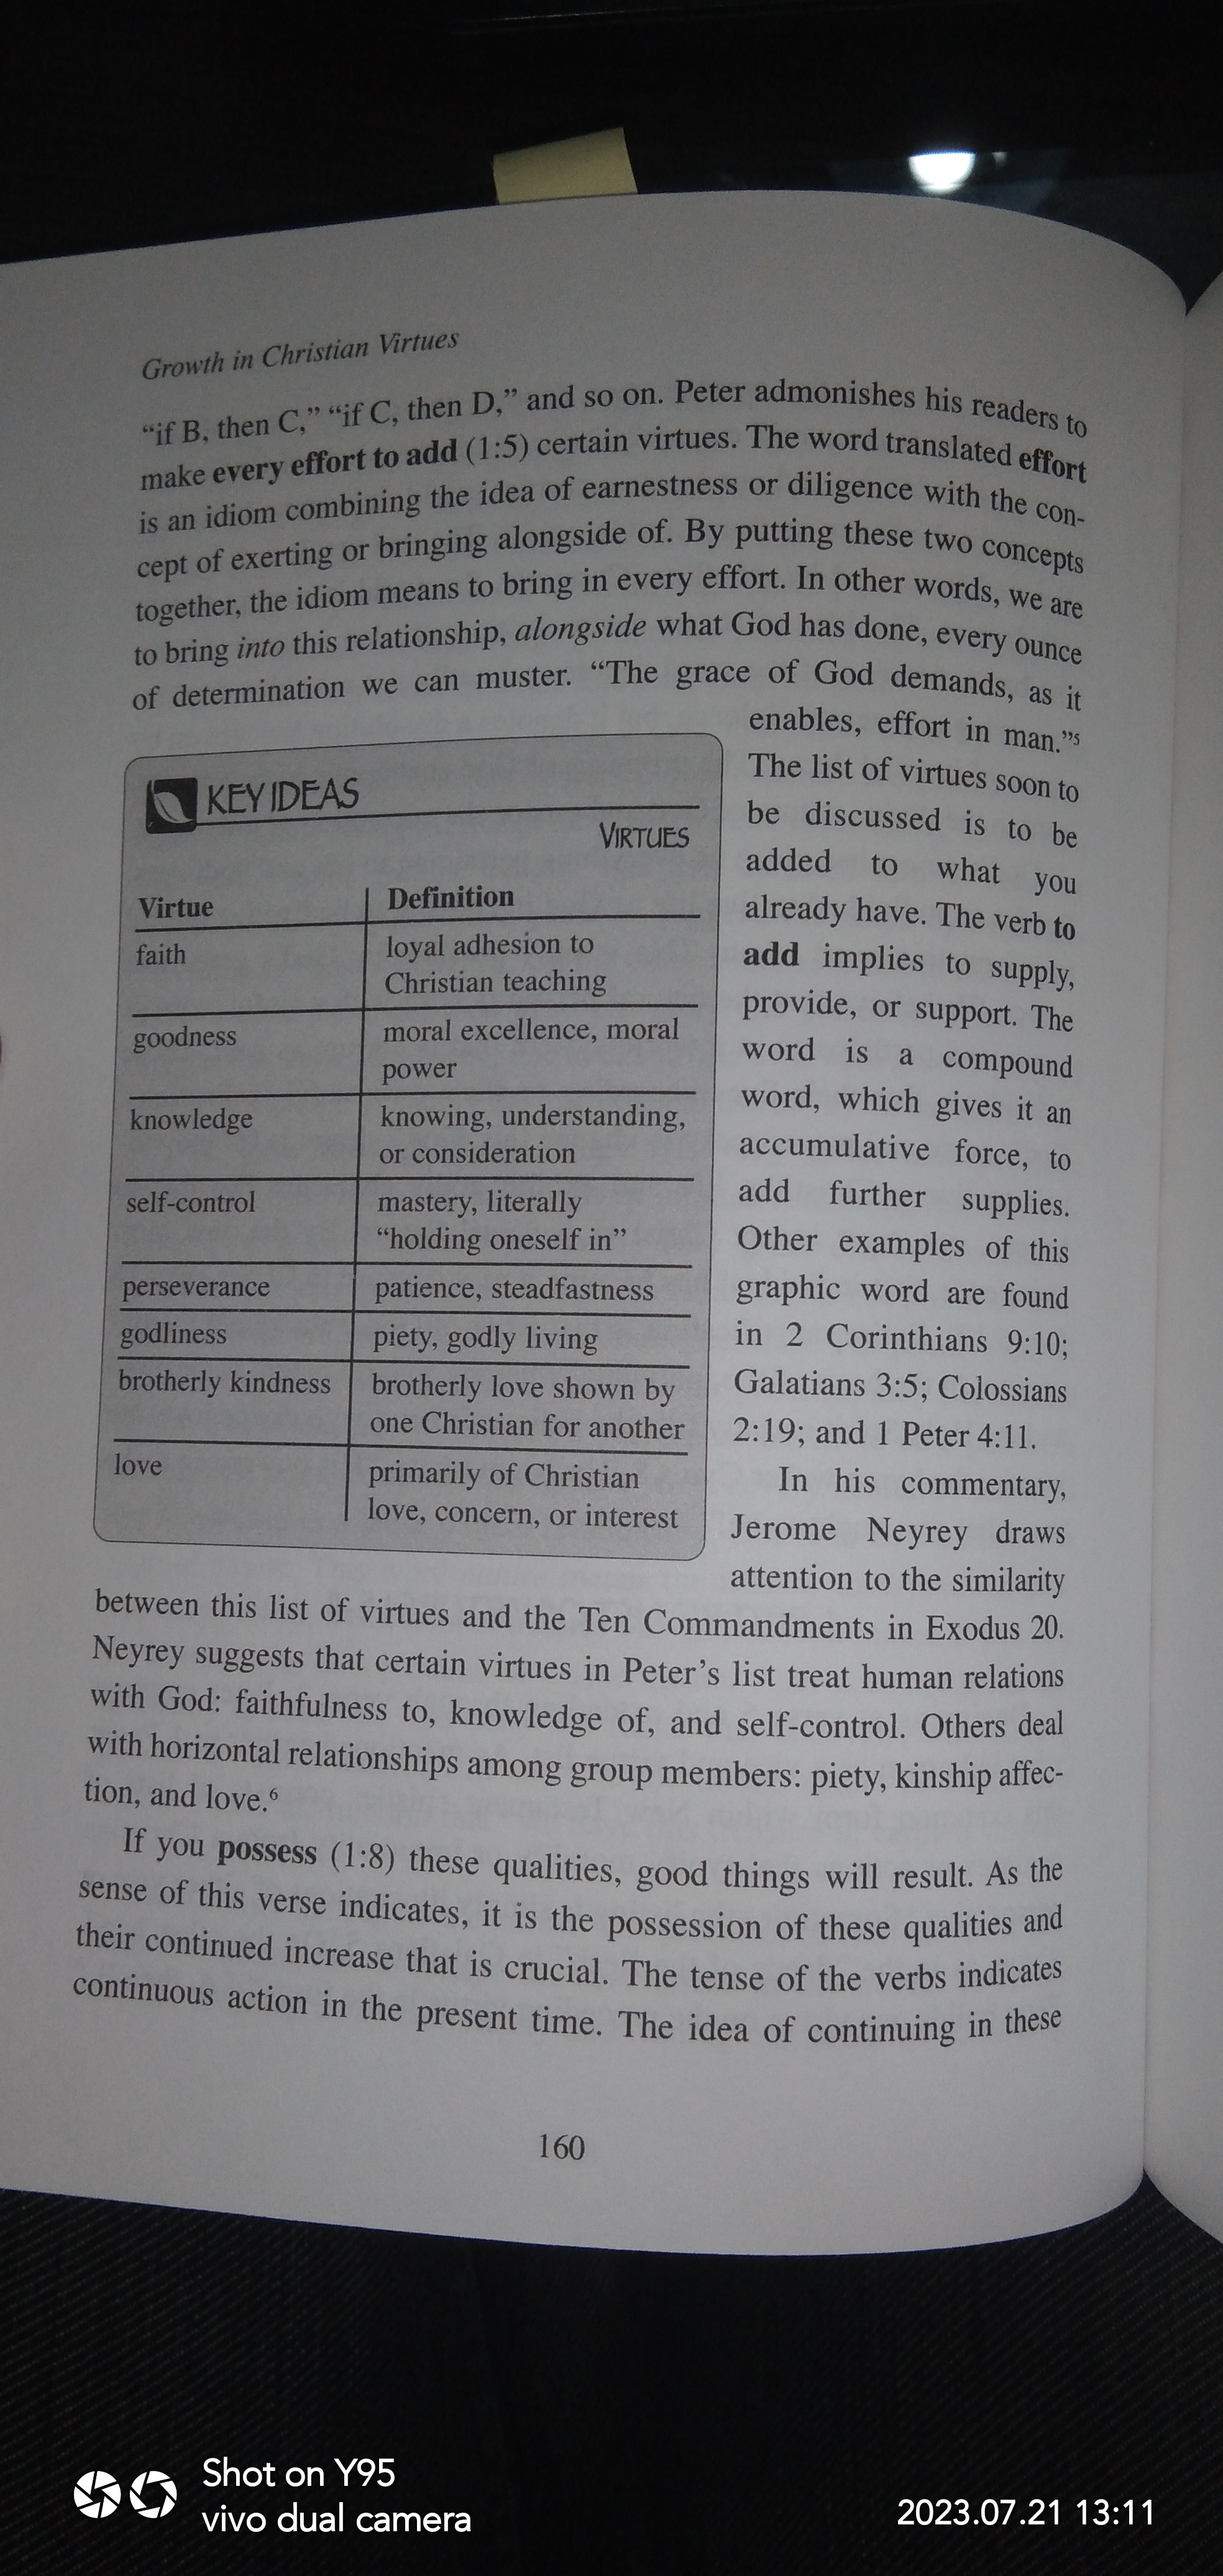 Growth in Christian Virtues
“if B, then C,” “if C, then D,” and so on. Peter admonishes his readers to
make every effort to add (1:5) certain virtues. The word translated effort
is an idiom combining the idea of earnestness or diligence with the con-
cept of exerting or bringing alongside of. By putting these two concepts
together, the idiom means to bring in every effort. In other words, we are
to bring into this relationship, alongside what God has done, every ounce
of determination we can muster. “The grace of God demands, as it
enables, effort in man.”5
The list of virtues soon to
be discussed is to be
added to what you
already have. The verb to
add implies to supply,
provide, or support. The
word is a compound
word, which gives it an
accumulative force, to
add further supplies.
Other examples of this
graphic word are found
in 2 Corinthians 9:10;
Galatians 3:5; Colossians
2:19; and 1 Peter 4:11.
In his commentary,
Jerome Neyrey draws
attention to the similarity
KEY IDEAS
VIRTUES
Virtue Definition
faith loyal adhesion to
Christian teaching
goodness moral excellence, moral
power
knowledge knowing, understanding,
or consideration
self-control mastery, literally
“holding oneself in”
perseverance patience, steadfastness
godliness piety, godly living
brotherly kindness brotherly love shown by
one Christian for another
love primarily of Christian
love, concern, or interest
between this list of virtues and the Ten Commandments in Exodus 20.
Neyrey suggests that certain virtues in Peter’s list treat human relations
with God: faithfulness to, knowledge of, and self-control. Others deal
with horizontal relationships among group members: piety, kinship affec-
tion, and love.6
If you possess (1:8) these qualities, good things will result. As the
sense of this verse indicates, it is the possession of these qualities and
their continued increase that is crucial. The tense of the verbs indicates
continuous action in the present time. The idea of continuing in these
160
Shot on Y95
vivo dual camera
2023.07.21 13:11